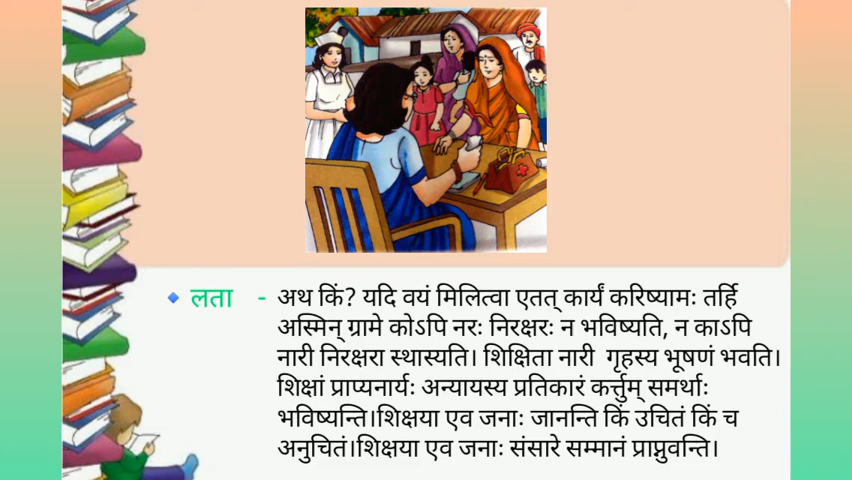 लता - अथ किं? यदि वयं मिलित्वा एतत् कार्यं करिष्यामः तर्हि
अस्मिन् ग्रामे कोऽपि नरः निरक्षरः न भविष्यति, न काऽपि
नारी निरक्षरा स्थास्यति। शिक्षिता नारी गृहस्य भूषणं भवति।
शिक्षां प्राप्यनार्यः अन्यायस्य प्रतिकारं कर्त्तुम् समर्थाः
भविष्यन्ति।शिक्षया एव जनाः जानन्ति किं उचितं किं च
अनुचितं।शिक्षया एव जनाः संसारे सम्मानं प्राप्नुवन्ति।